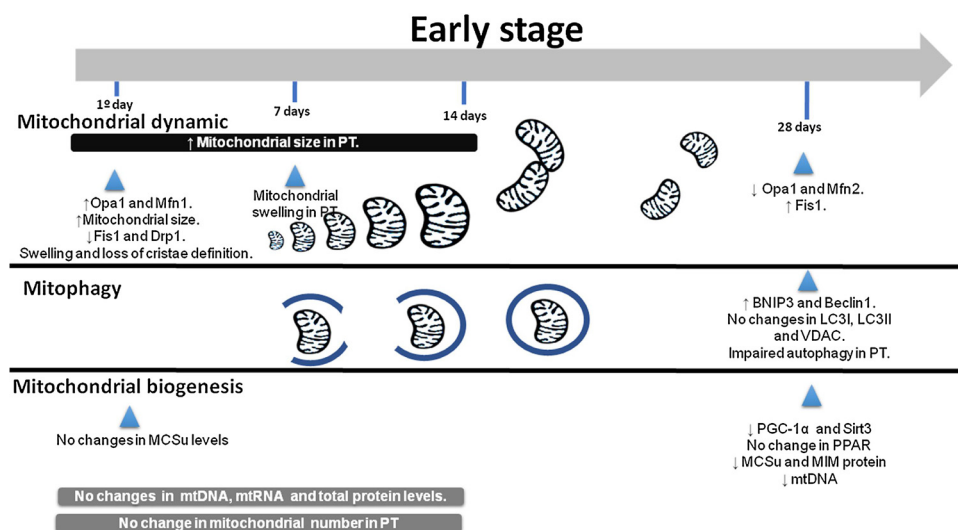 Early stage
1º day
7 days
14 days
28 days
Mitochondrial dynamic
↑ Mitochondrial size in PT.
↑Opa1 and Mfn1.
↑Mitochondrial size.
↓Fis1 and Drp1.
Swelling and loss of cristae definition.
Mitochondrial
swelling in PT
↓ Opa1 and Mfn2.
↑ Fis1.
Mitophagy
↑ BNIP3 and Beclin1.
No changes in LC3I, LC3II
and VDAC.
Impaired autophagy in PT.
Mitochondrial biogenesis
No changes in MCSu levels
↓ PGC-1α and Sirt3
No change in PPAR
↓ MCSu and MIM protein
↓ mtDNA
No changes in mtDNA, mtRNA and total protein levels.
No change in mitochondrial number in PT